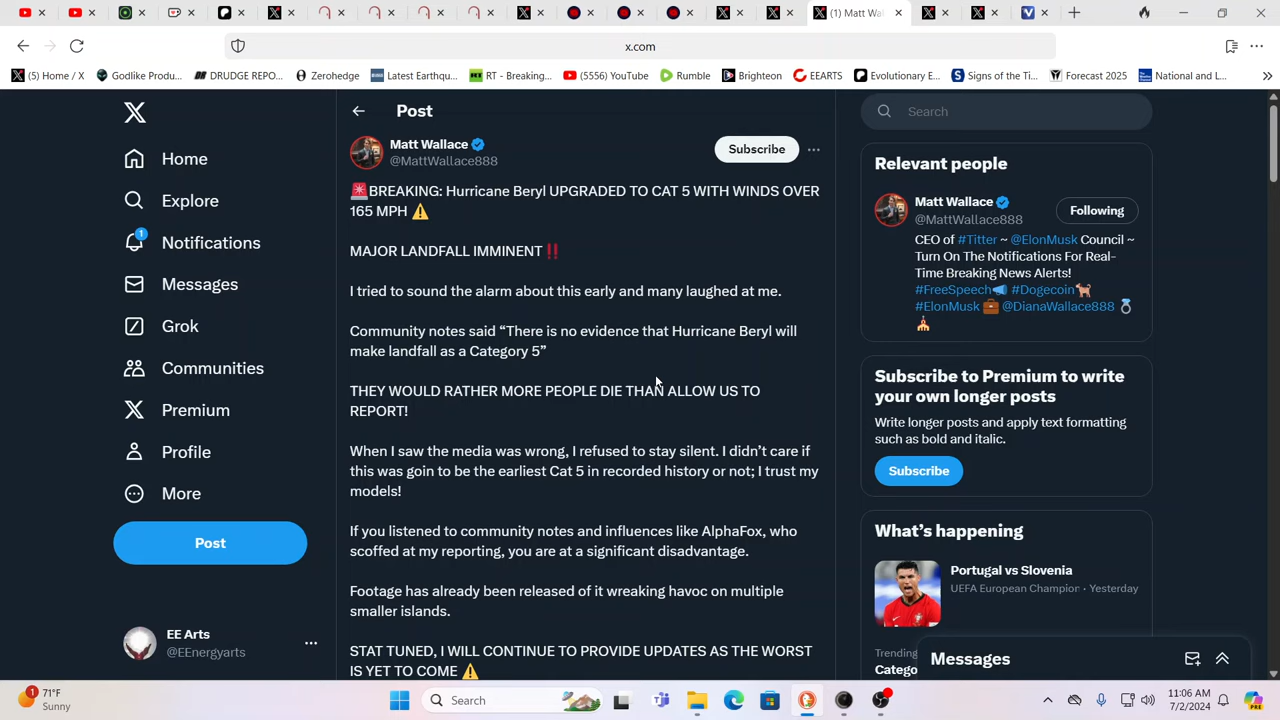 (1) Matt Wa
x.com
(5) Home / X
Godlike Produ...
DRUDGE REPO...
Zerohedge
Latest Earthqu...
RT - Breaking...
(5556) YouTube
Rumble
Brighteon
EEARTS
Evolutionary E...
Signs of the Ti...
Forecast 2025
National and L...
Home
Explore
1
Notifications
Messages
Grok
Communities
Premium
Profile
More
Post
EE Arts
@EEnergyarts
Post
Matt Wallace
@MattWallace888
Subscribe
🚨BREAKING: Hurricane Beryl UPGRADED TO CAT 5 WITH WINDS OVER
165 MPH ⚠️
MAJOR LANDFALL IMMINENT‼️
I tried to sound the alarm about this early and many laughed at me.
Community notes said “There is no evidence that Hurricane Beryl will
make landfall as a Category 5”
THEY WOULD RATHER MORE PEOPLE DIE THAN ALLOW US TO
REPORT!
When I saw the media was wrong, I refused to stay silent. I didn’t care if
this was goin to be the earliest Cat 5 in recorded history or not; I trust my
models!
If you listened to community notes and influences like AlphaFox, who
scoffed at my reporting, you are at a significant disadvantage.
Footage has already been released of it wreaking havoc on multiple
smaller islands.
STAT TUNED, I WILL CONTINUE TO PROVIDE UPDATES AS THE WORST
IS YET TO COME ⚠️
Search
Relevant people
Matt Wallace
@MattWallace888
Following
CEO of #Titter ~ @ElonMusk Council ~
Turn On The Notifications For Real-
Time Breaking News Alerts!
#FreeSpeech📣 #Dogecoin🐕
#ElonMusk 💼 @DianaWallace888 💍
⛪
Subscribe to Premium to write
your own longer posts
Write longer posts and apply text formatting
such as bold and italic.
Subscribe
What’s happening
Portugal vs Slovenia
UEFA European Champion · Yesterday
Trending
Catego
Messages
1
71°F
Sunny
Search
11:06 AM
7/2/2024
PRE